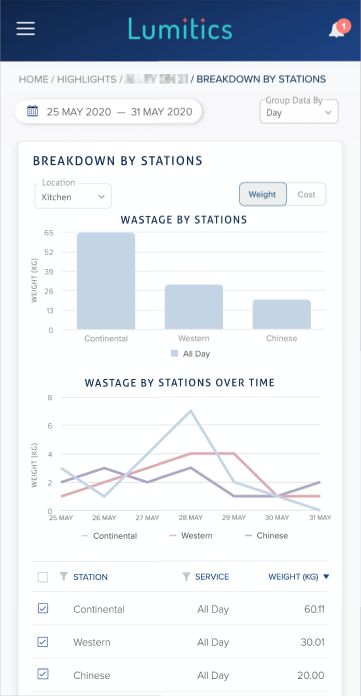 Lumitics
1
HOME / HIGHLIGHTS / / BREAKDOWN BY STATIONS
25 MAY 2020 — 31 MAY 2020
Group Data By
Day
BREAKDOWN BY STATIONS
Location
Kitchen
Weight
Cost
WASTAGE BY STATIONS
WEIGHT (KG)
65
52
39
26
13
0
Continental Western Chinese
All Day
WASTAGE BY STATIONS OVER TIME
WEIGHT (KG)
8
6
4
2
0
25 MAY 26 MAY 27 MAY 28 MAY 29 MAY 30 MAY 31 MAY
Continental Western Chinese
STATION SERVICE WEIGHT (KG)
Continental All Day 60.11
Western All Day 30.01
Chinese All Day 20.00